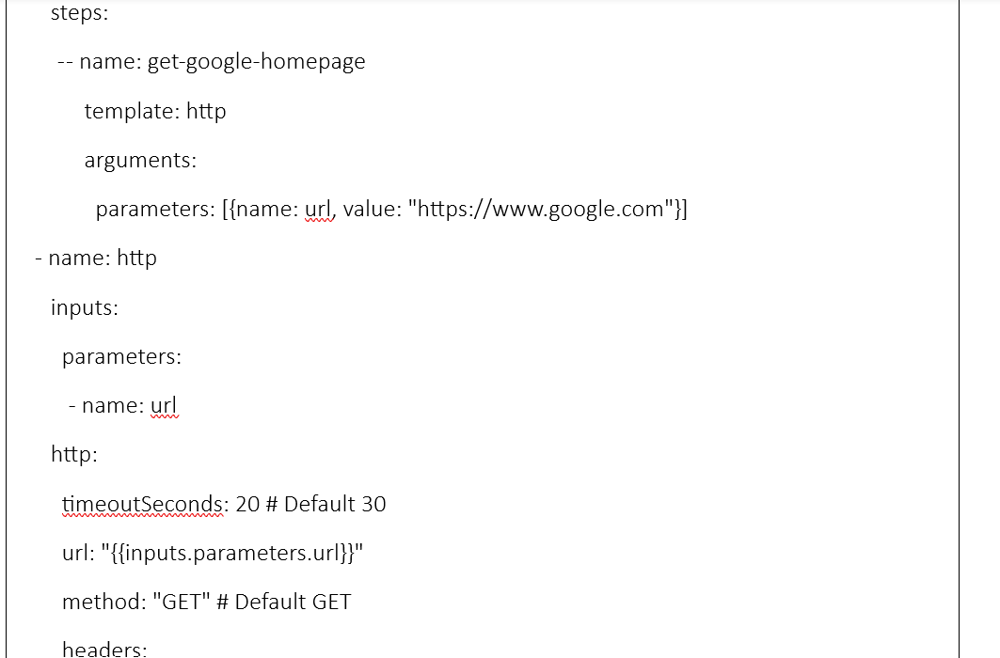 steps:
-- name: get-google-homepage
template: http
arguments:
parameters: [{name: url, value: "https://www.google.com"}]
- name: http
inputs:
parameters:
- name: url
http:
timeoutSeconds: 20 # Default 30
url: "{{inputs.parameters.url}}"
method: "GET" # Default GET
headers: